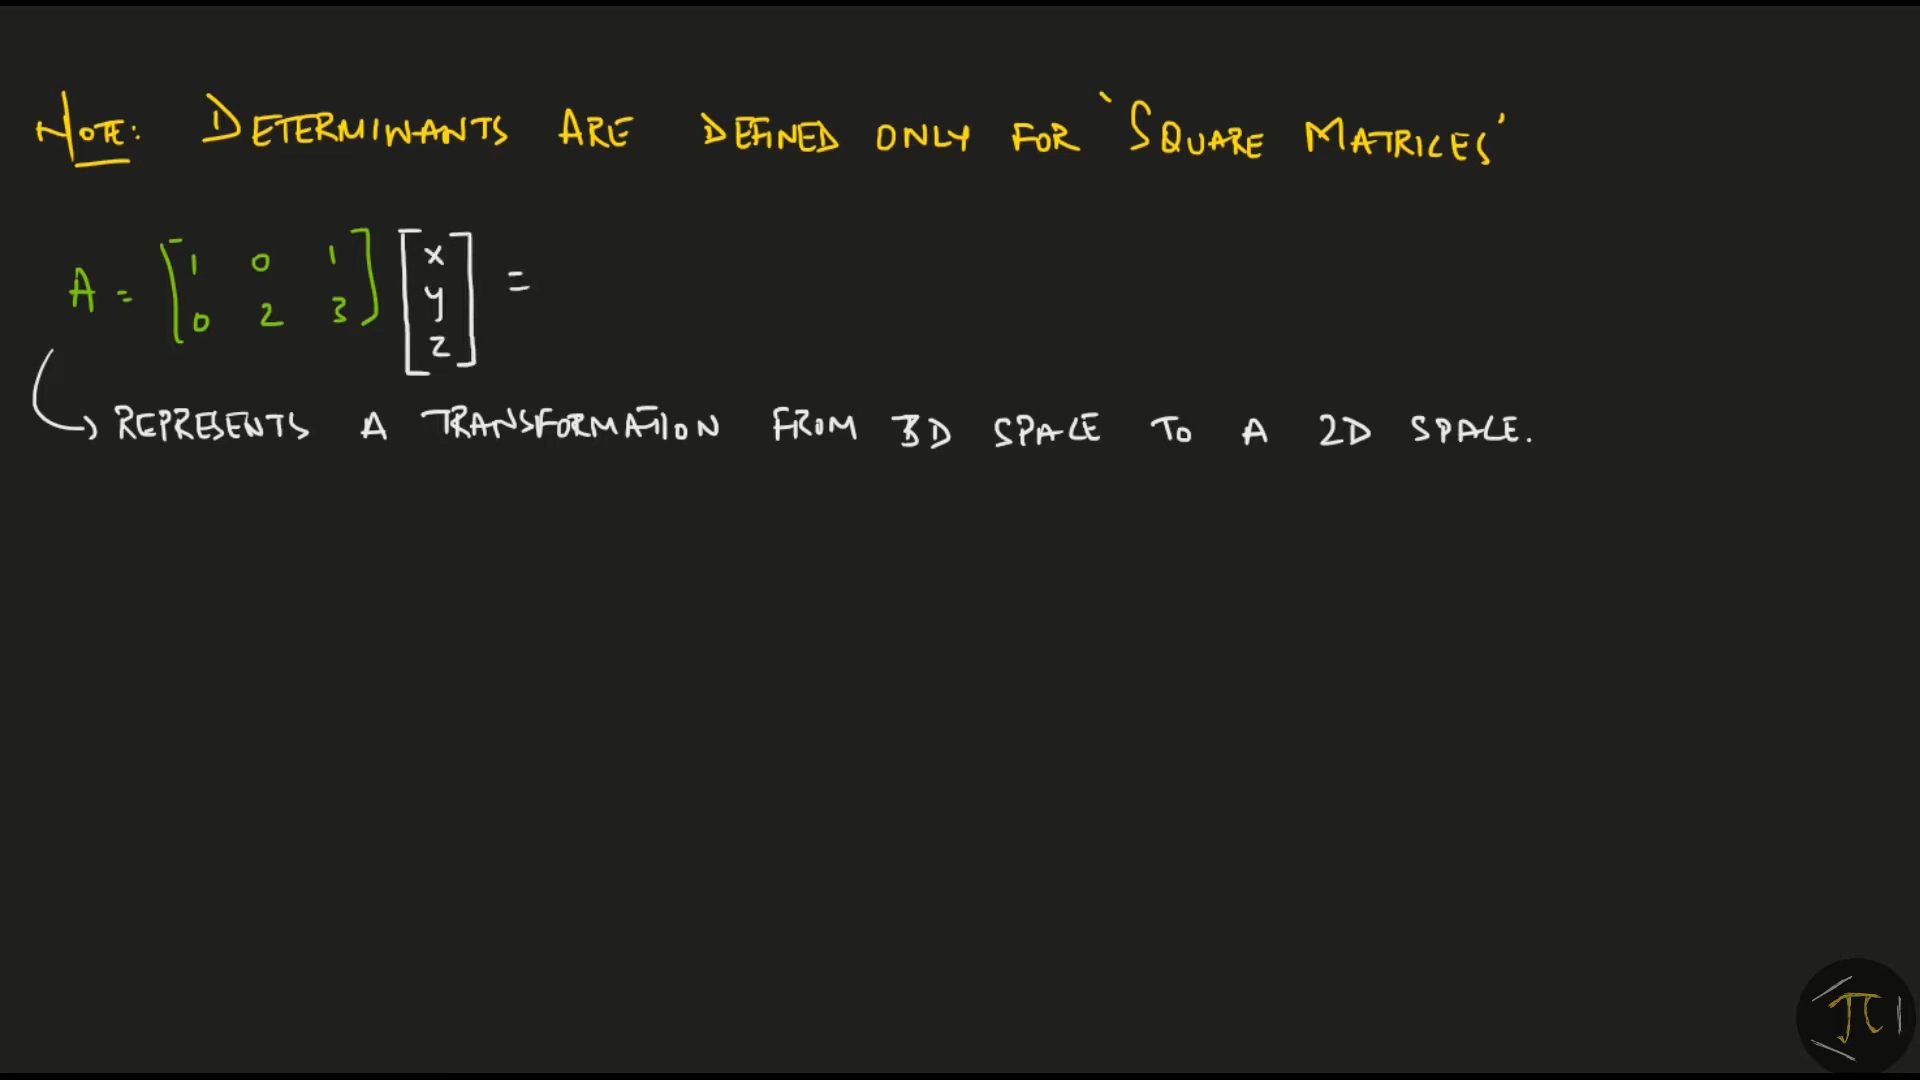 NOTE: DETERMINANTS ARE DEFINED ONLY FOR 'SQUARE MATRICES'
A = [1 0 1; 0 2 3] [x; y; z] =
→ REPRESENTS A TRANSFORMATION FROM 3D SPACE TO A 2D SPACE.
π